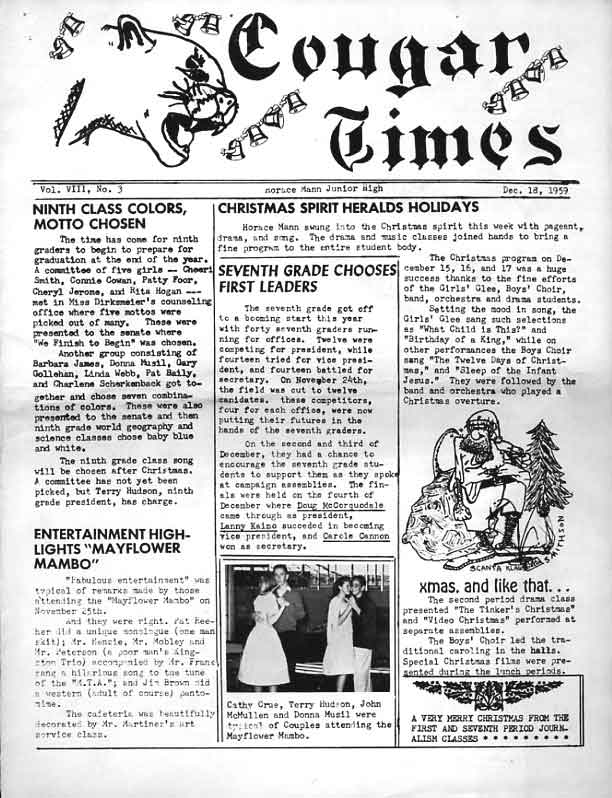 Cougar
Times
Vol. VIII, No. 3
Horace Mann Junior High
Dec. 18, 1959
NINTH CLASS COLORS,
MOTTO CHOSEN
The time has come for ninth
graders to begin to prepare for
graduation at the end of the year.
A committee of five girls -- Cheeri
Smith, Connie Cowan, Patty Foor,
Cheryl Jerome, and Rita Hogan ---
met in Miss Dirksmeier's counseling
office where five mottos were
picked out of many. These were
presented to the senate where
"We Finish to Begin" was chosen.
Another group consisting of
Barbara James, Donna Musil, Gary
Gollehan, Linda Webb, Pat Baily,
and Charlene Scherkenback got to-
gether and chose seven combina-
tions of colors. These were also
presented to the senate and then
ninth grade world geography and
science classes chose baby blue
and white.
The ninth grade class song
will be chosen after Christmas.
A committee has not yet been
picked, but Terry Hudson, ninth
grade president, has charge.
ENTERTAINMENT HIGH-
LIGHTS "MAYFLOWER
MAMBO"
"Fabulous entertainment" was
typical of remarks made by those
attending the "Mayflower Mambo" on
November 25th.
And they were right. Pat Kee-
her did a unique monologue (one man
skit); Mr. Kenzie, Mr. Mobley and
Mr. Peterson (a poor man's King-
ston Trio) accompanied by Mr. Franc
sang a hilarious song to the tune
of the "M.T.A."; and Jim Brown did
a western (adult of course) panto-
mime.
The cafeteria was beautifully
decorated by Mr. Martinez's art
service class.
CHRISTMAS SPIRIT HERALDS HOLIDAYS
Horace Mann swung into the Christmas spirit this week with pageant,
drama, and song. The drama and music classes joined hands to bring a
fine program to the entire student body.
SEVENTH GRADE CHOOSES
FIRST LEADERS
The seventh grade got off
to a booming start this year
with forty seventh graders run-
ning for offices. Twelve were
competing for president, while
fourteen tried for vice presi-
dent, and fourteen battled for
secretary. On November 24th,
the field was cut to twelve
canidates. these competitors,
four for each office, were now
putting their futures in the
hands of the seventh graders.
On the second and third of
December, they had a chance to
encourage the seventh grade stu-
dents to support them as they spoke
at campaign assemblies. The fin-
als were held on the fourth of
December where Doug McCorquodale
came through as president,
Lanny Kaino succeded in becoming
vice president, and Carole Cannon
won as secretary.
Cathy Crue, Terry Hudson, John
McMullen and Donna Musil were
typical of Couples attending the
Mayflower Mambo.
The Christmas program on De-
cember 15, 16, and 17 was a huge
success thanks to the fine efforts
of the Girls' Glee, Boys' Choir,
band, orchestra and drama students.
Setting the mood in song, the
Girls' Glee sang such selections
as "What Child is This?" and
"Birthday of a King," while on
other performances the Boys Choir
sang "The Twelve Days of Christ-
mas," and "Sleep of the Infant
Jesus." They were followed by the
band and orchestra who played a
Christmas overture.
SMITHSON
xmas. and like that. . .
The second period drama class
presented "The Tinker's Christmas"
and "Video Christmas" performed at
separate assemblies.
The Boys' Choir led the tra-
ditional caroling in the halls.
Special Christmas films were pre-
sented during the lunch periods.
A VERY MERRY CHRISTMAS FROM THE
FIRST AND SEVENTH PERIOD JOURN-
ALISM CLASSES * * * * * * * * *